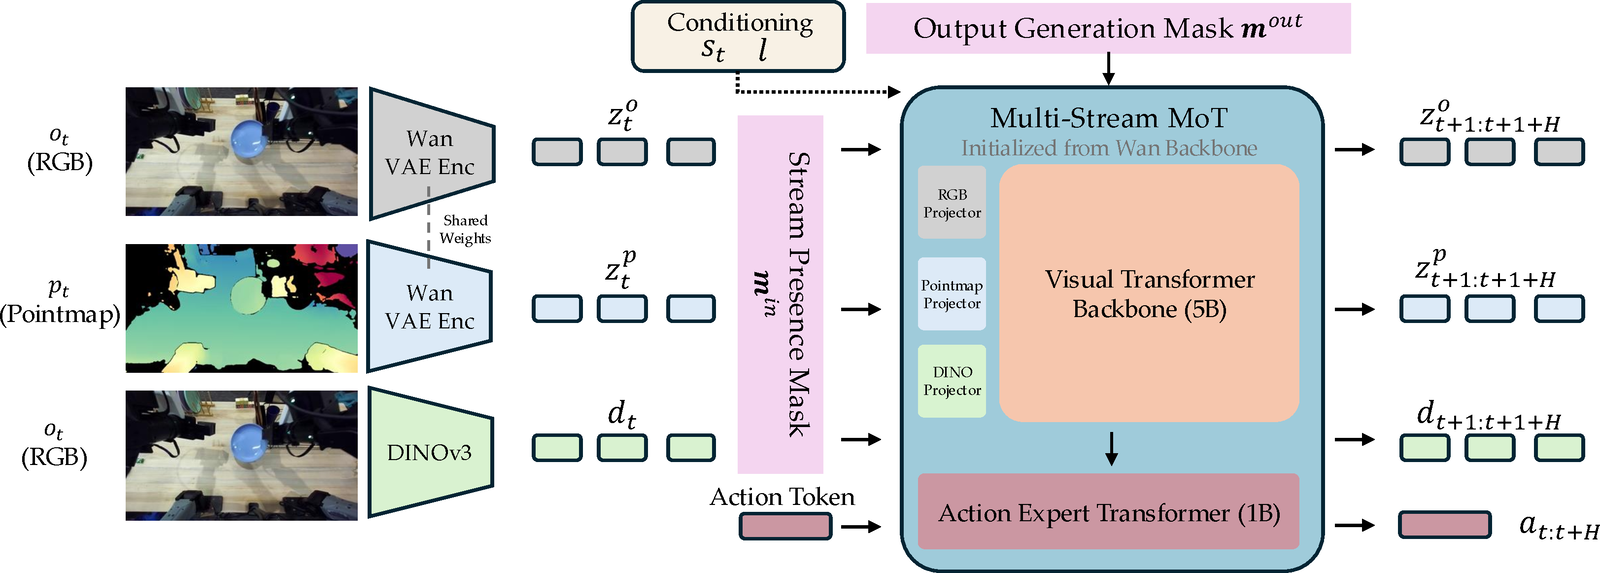 Conditioning
s_t l
Output Generation Mask m^out
o_t
(RGB)
Wan
VAE Enc
z_t^o
Shared
Weights
p_t
(Pointmap)
Wan
VAE Enc
z_t^p
o_t
(RGB)
DINOv3
d_t
Stream Presence Mask
m^in
Action Token
Multi-Stream MoT
Initialized from Wan Backbone
RGB
Projector
Pointmap
Projector
DINO
Projector
Visual Transformer
Backbone (5B)
Action Expert Transformer (1B)
z_{t+1:t+1+H}^o
z_{t+1:t+1+H}^p
d_{t+1:t+1+H}
a_{t:t+H}